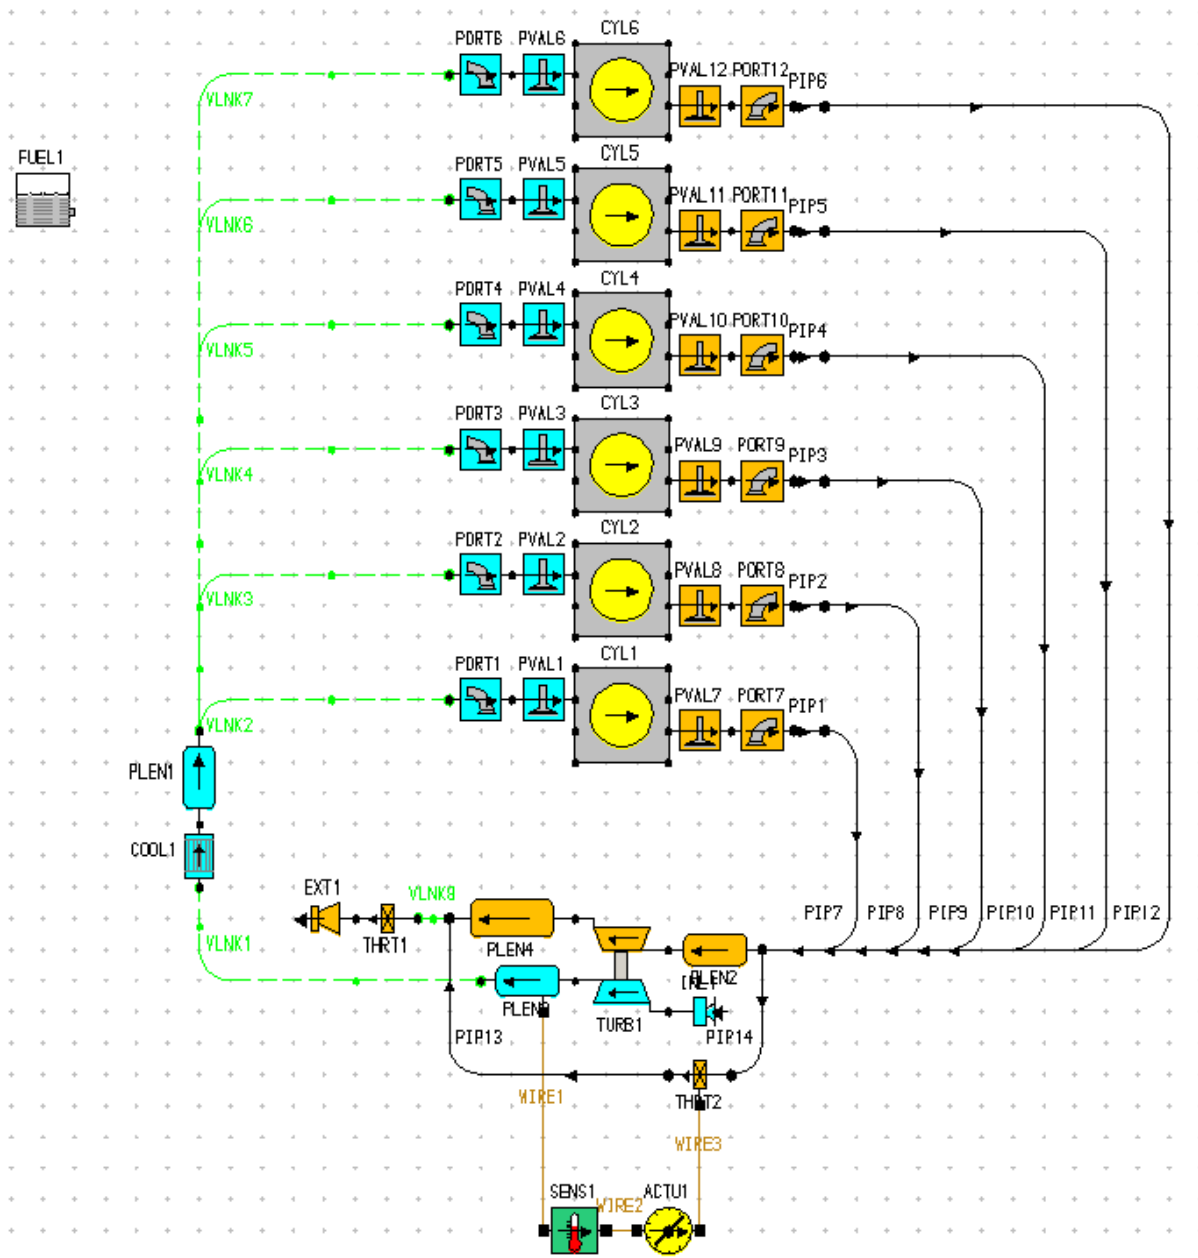 CYL6
PORT6 PVAL6
PVAL12 PORT12 PIP6
VLNK7
FUEL1
CYL5
PORT5 PVAL5
PVAL11 PORT11 PIP5
VLNK6
CYL4
PORT4 PVAL4
PVAL10 PORT10 PIP4
VLNK5
CYL3
PORT3 PVAL3
PVAL9 PORT9 PIP3
VLNK4
CYL2
PORT2 PVAL2
PVAL8 PORT8 PIP2
VLNK3
CYL1
PORT1 PVAL1
PVAL7 PORT7 PIP1
VLNK2
PLEN1
COOL1
EXT1 VLNK9
PIP7 PIP8 PIP9 PIP10 PIP11 PIP12
THRT1 PLEN4
VLNK1
PLEN2
TURB1
PIP13 PIP14
WIRE1 THRT2
WIRE3
SENS1 WIRE2 ACTU1